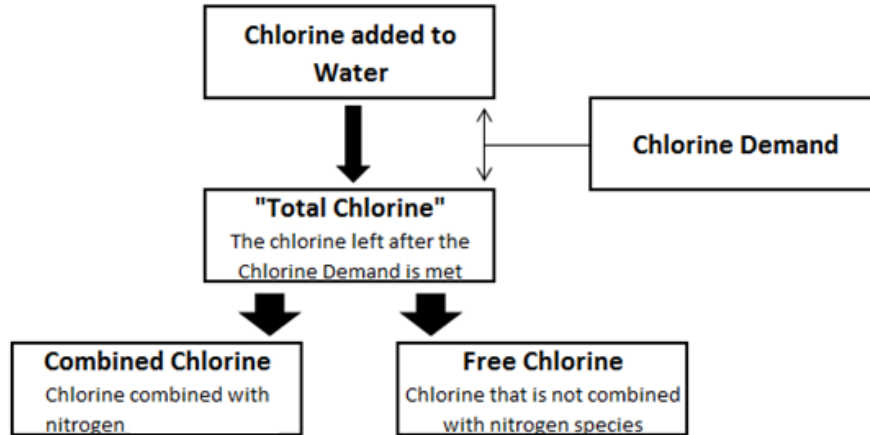 Chlorine added to
Water
Chlorine Demand
"Total Chlorine"
The chlorine left after the
Chlorine Demand is met
Combined Chlorine
Chlorine combined with
nitrogen
Free Chlorine
Chlorine that is not combined
with nitrogen species